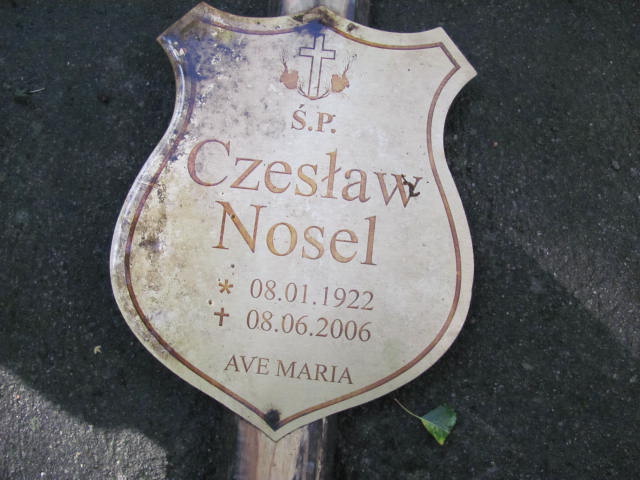 Ś.P.
Czesław
Nosel
* 08.01.1922
✝ 08.06.2006
AVE MARIA